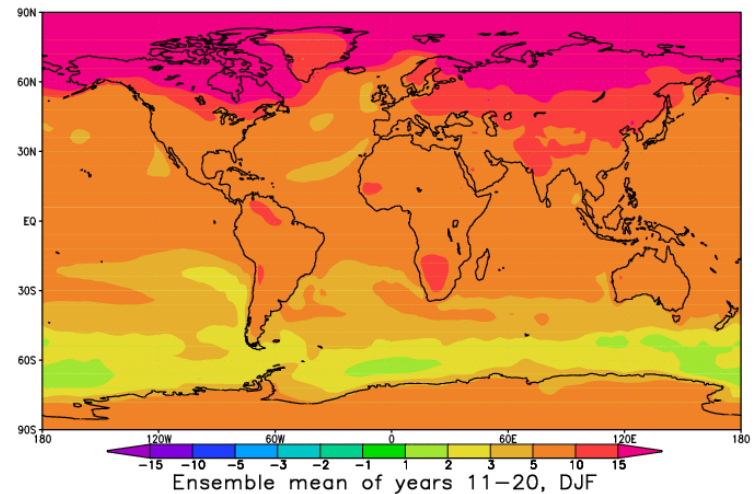 90N
60N
30N
EQ
30S
60S
90S
180 120W 60W 0 60E 120E 180
-15 -10 -5 -3 -2 -1 1 2 3 5 10 15
Ensemble mean of years 11-20, DJF